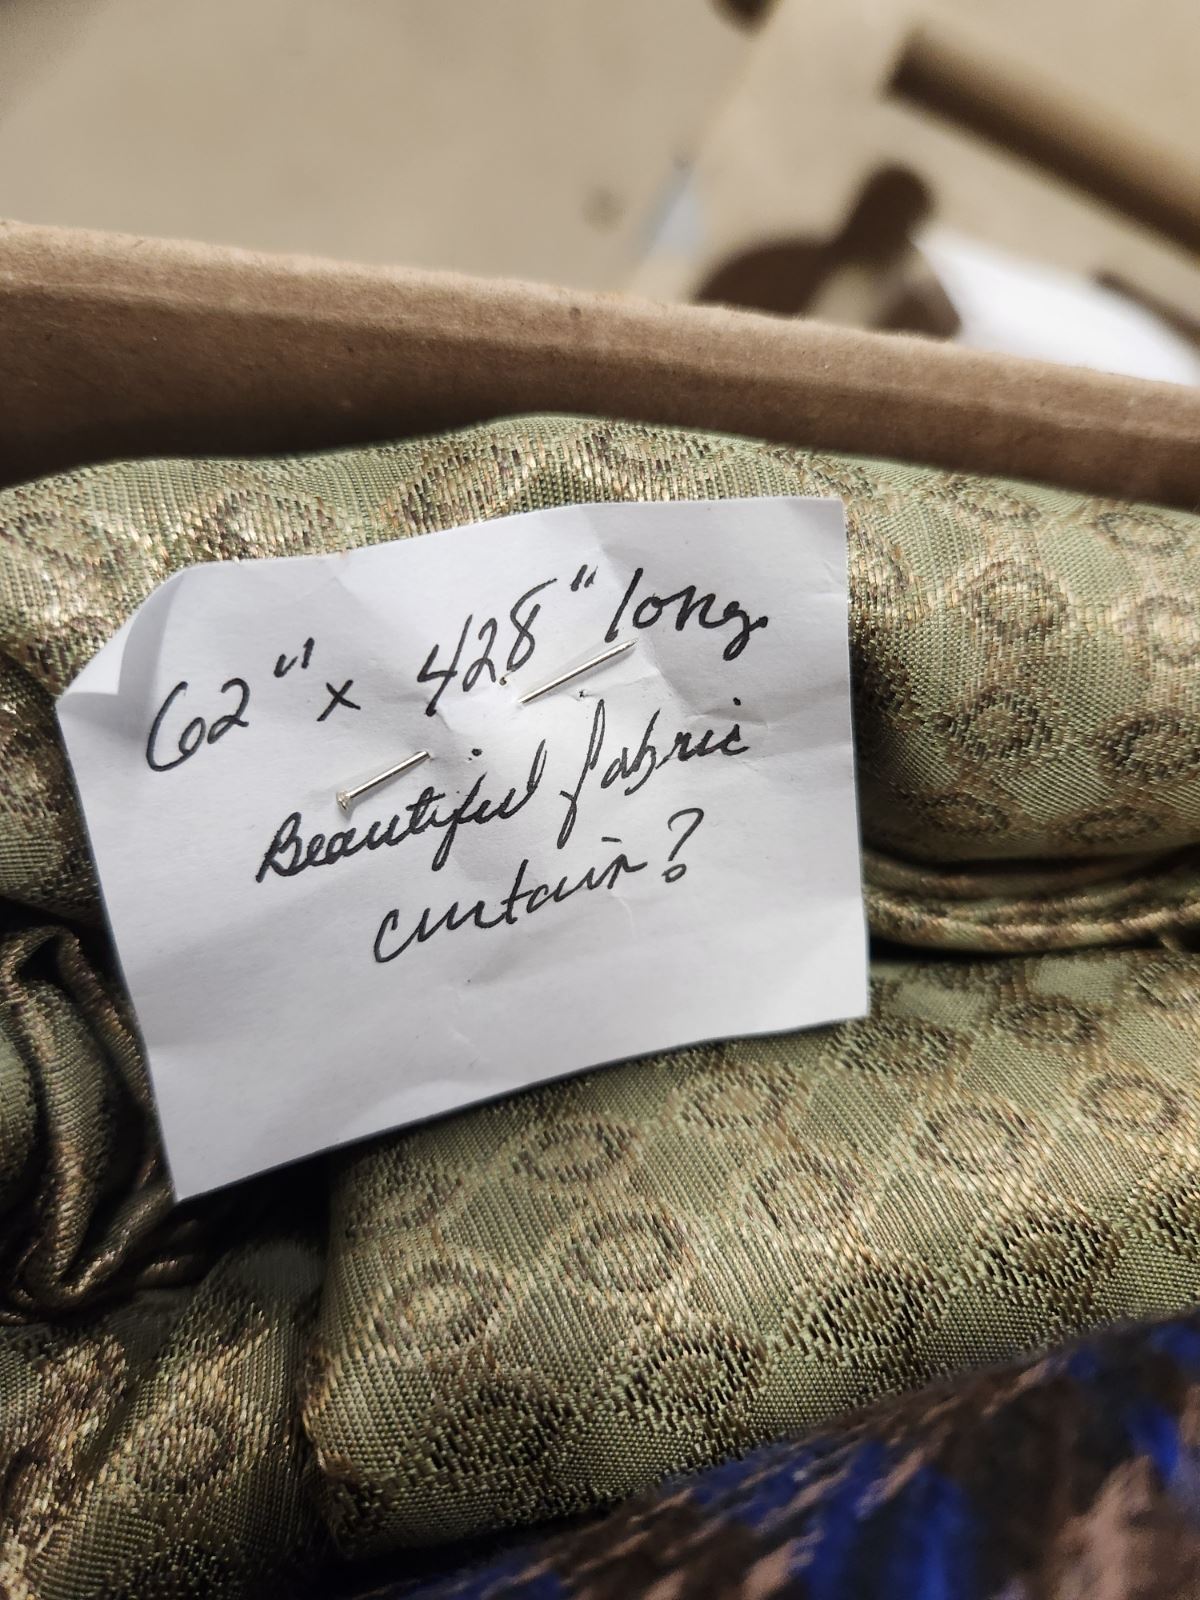 62" x 428" long
Beautiful fabric
curtain?